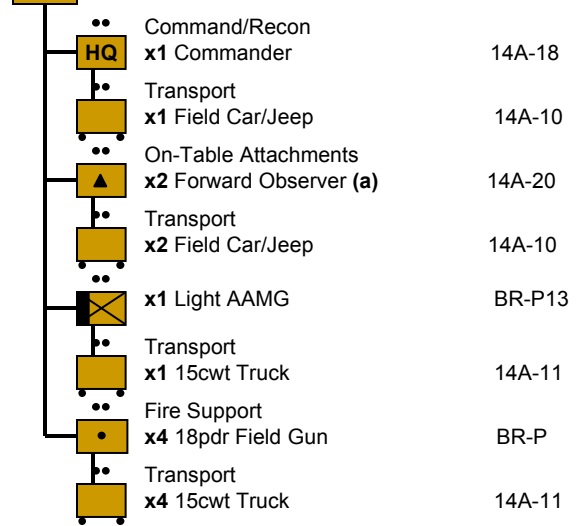 Command/Recon
HQ x1 Commander 14A-18
Transport
x1 Field Car/Jeep 14A-10
On-Table Attachments
x2 Forward Observer (a) 14A-20
Transport
x2 Field Car/Jeep 14A-10
x1 Light AAMG BR-P13
Transport
x1 15cwt Truck 14A-11
Fire Support
x4 18pdr Field Gun BR-P
Transport
x4 15cwt Truck 14A-11